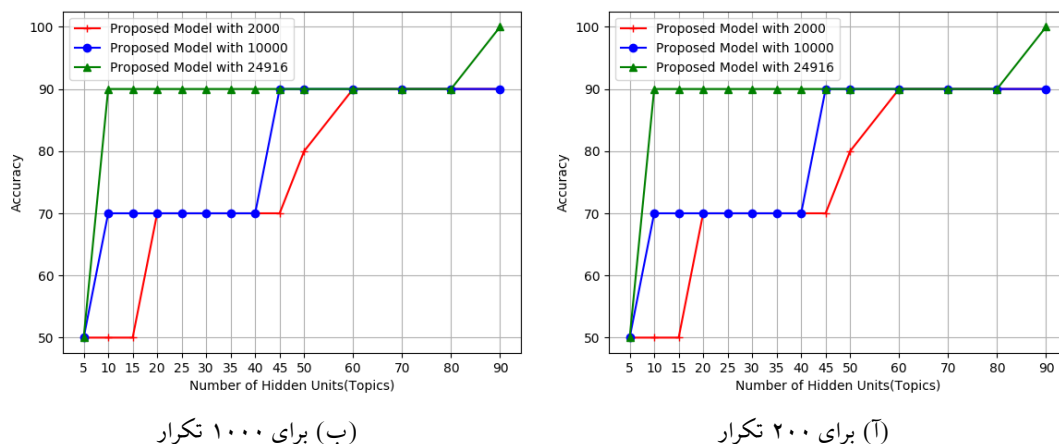 100
90
80
70
60
50
Accuracy
Proposed Model with 2000
Proposed Model with 10000
Proposed Model with 24916
5 10 15 20 25 30 35 40 45 50 60 70 80 90
Number of Hidden Units(Topics)
(ب) برای ۱۰۰۰ تکرار
100
90
80
70
60
50
Accuracy
Proposed Model with 2000
Proposed Model with 10000
Proposed Model with 24916
5 10 15 20 25 30 35 40 45 50 60 70 80 90
Number of Hidden Units(Topics)
(آ) برای ۲۰۰ تکرار